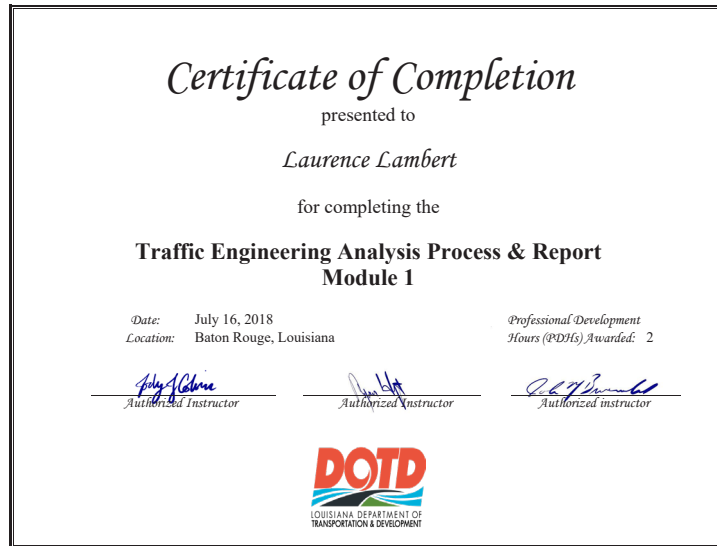 Certificate of Completion
presented to
Laurence Lambert
for completing the
Traffic Engineering Analysis Process & Report
Module 1
Date: July 16, 2018
Location: Baton Rouge, Louisiana
Professional Development
Hours (PDHs) Awarded: 2
Authorized Instructor
Authorized Instructor
Authorized instructor
DOTD
LOUISIANA DEPARTMENT OF
TRANSPORTATION & DEVELOPMENT